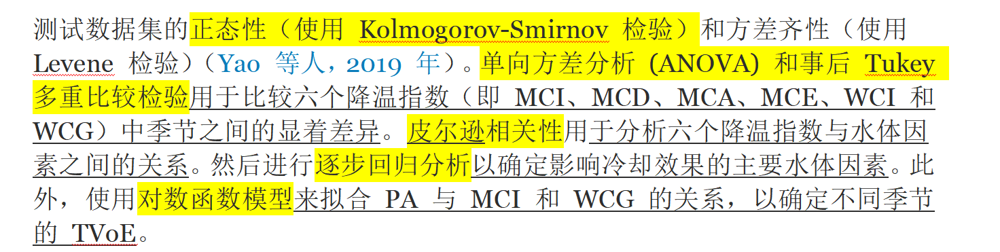 测试数据集的正态性（使用 Kolmogorov-Smirnov 检验）和方差齐性（使用
Levene 检验）（Yao 等人，2019 年）。单向方差分析 (ANOVA) 和事后 Tukey
多重比较检验用于比较六个降温指数（即 MCI、MCD、MCA、MCE、WCI 和
WCG）中季节之间的显着差异。皮尔逊相关性用于分析六个降温指数与水体因
素之间的关系。然后进行逐步回归分析以确定影响冷却效果的主要水体因素。此
外，使用对数函数模型来拟合 PA 与 MCI 和 WCG 的关系，以确定不同季节
的 TVoE。